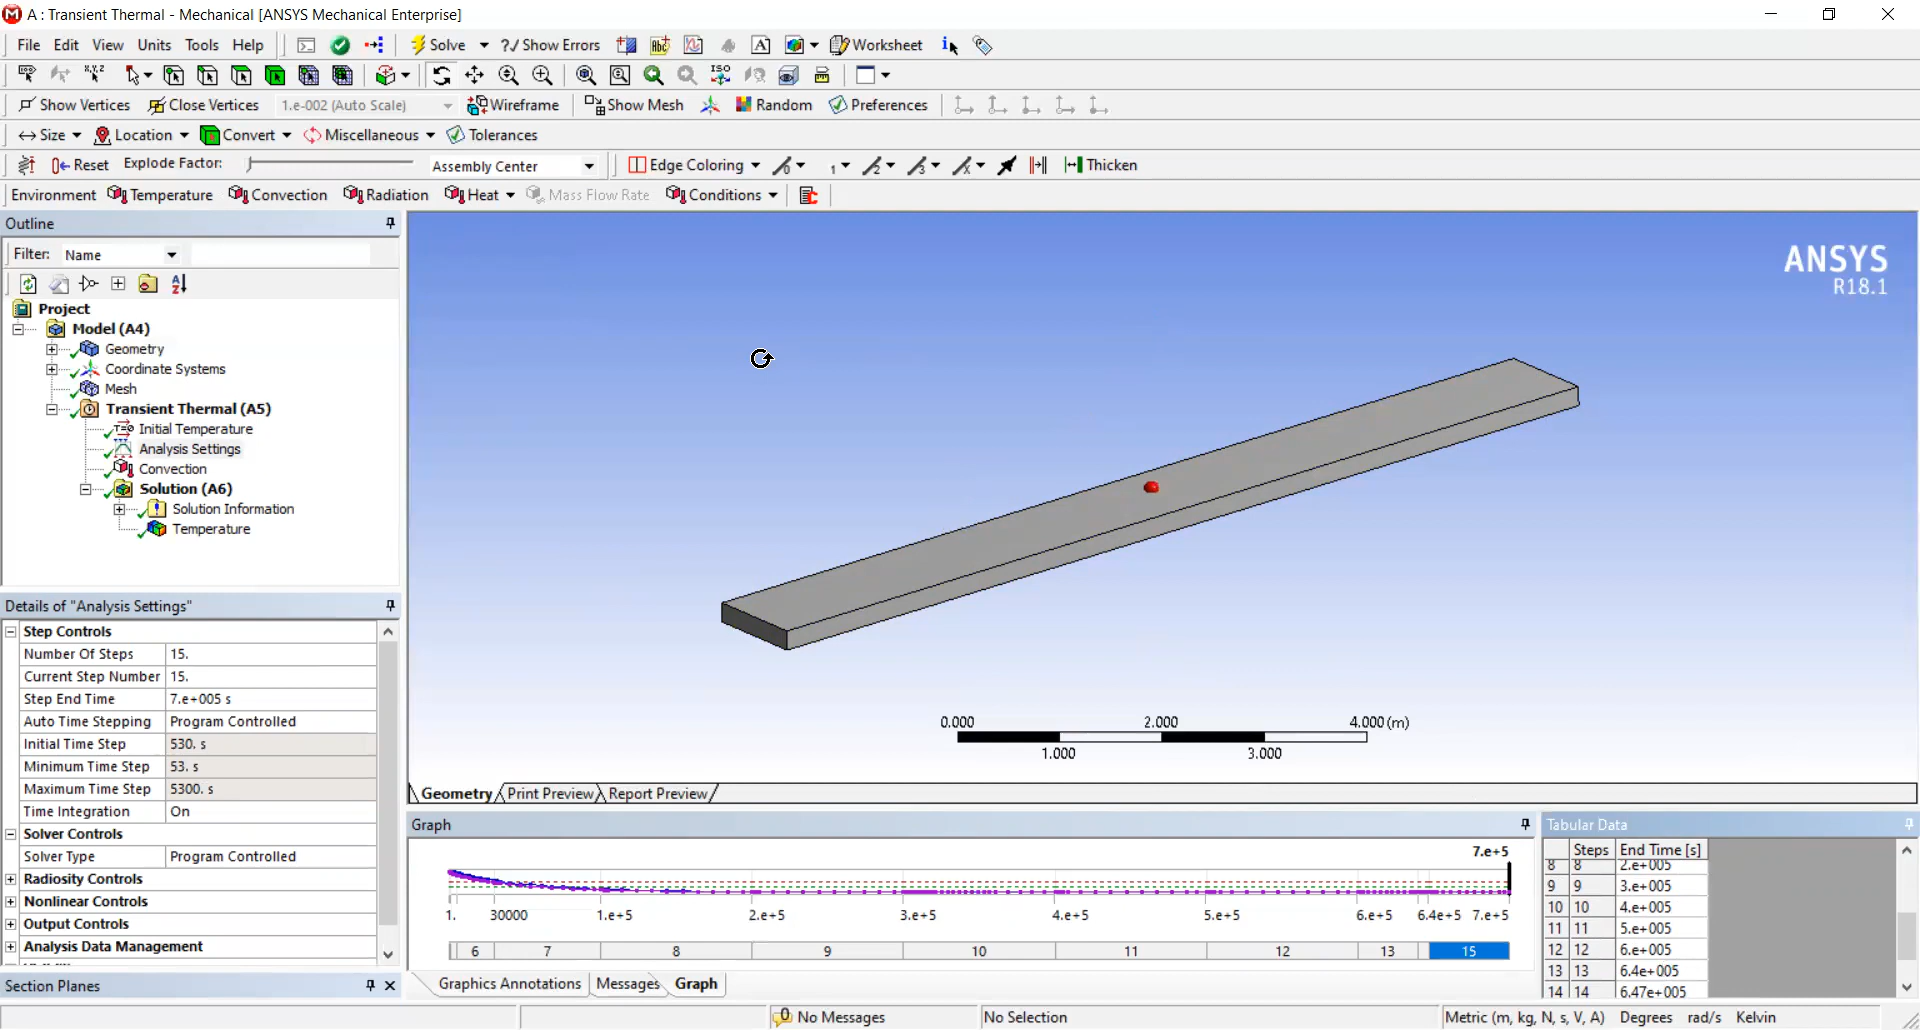 A : Transient Thermal - Mechanical [ANSYS Mechanical Enterprise]
File Edit View Units Tools Help Solve ?/ Show Errors Worksheet
Show Vertices Close Vertices 1.e-002 (Auto Scale) Wireframe Show Mesh Random Preferences
Size Location Convert Miscellaneous Tolerances
Reset Explode Factor: Assembly Center Edge Coloring Thicken
Environment Temperature Convection Radiation Heat Mass Flow Rate Conditions
Outline
Filter: Name
Project
Model (A4)
Geometry
Coordinate Systems
Mesh
Transient Thermal (A5)
Initial Temperature
Analysis Settings
Convection
Solution (A6)
Solution Information
Temperature
Details of "Analysis Settings"
Step Controls
Number Of Steps 15.
Current Step Number 15.
Step End Time 7.e+005 s
Auto Time Stepping Program Controlled
Initial Time Step 530. s
Minimum Time Step 53. s
Maximum Time Step 5300. s
Time Integration On
Solver Controls
Solver Type Program Controlled
Radiosity Controls
Nonlinear Controls
Output Controls
Analysis Data Management
Section Planes
ANSYS
R18.1
0.000 2.000 4.000 (m)
1.000 3.000
Geometry Print Preview Report Preview
Graph
7.e+5
1. 30000 1.e+5 2.e+5 3.e+5 4.e+5 5.e+5 6.e+5 6.4e+5 7.e+5
6 7 8 9 10 11 12 13 15
Graphics Annotations Messages Graph
Tabular Data
Steps End Time [s]
8 8 2.e+005
9 9 3.e+005
10 10 4.e+005
11 11 5.e+005
12 12 6.e+005
13 13 6.4e+005
14 14 6.47e+005
No Messages No Selection Metric (m, kg, N, s, V, A) Degrees rad/s Kelvin